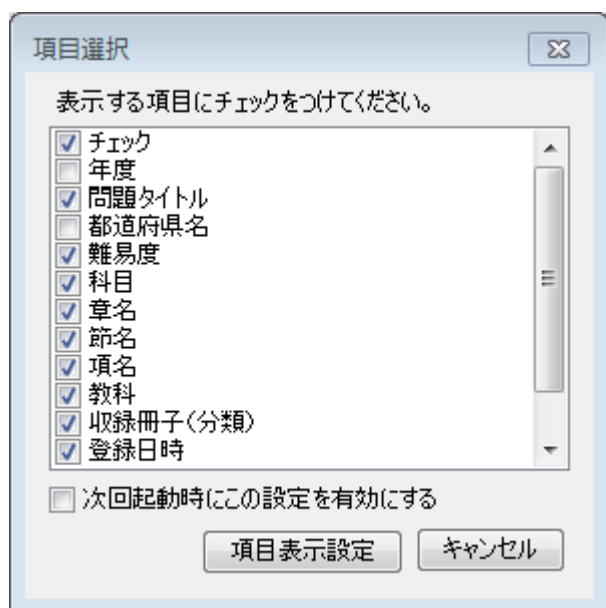 項目選択
表示する項目にチェックをつけてください。
チェック
年度
問題タイトル
都道府県名
難易度
科目
章名
節名
項名
教科
収録冊子(分類)
登録日時
次回起動時にこの設定を有効にする
項目表示設定
キャンセル